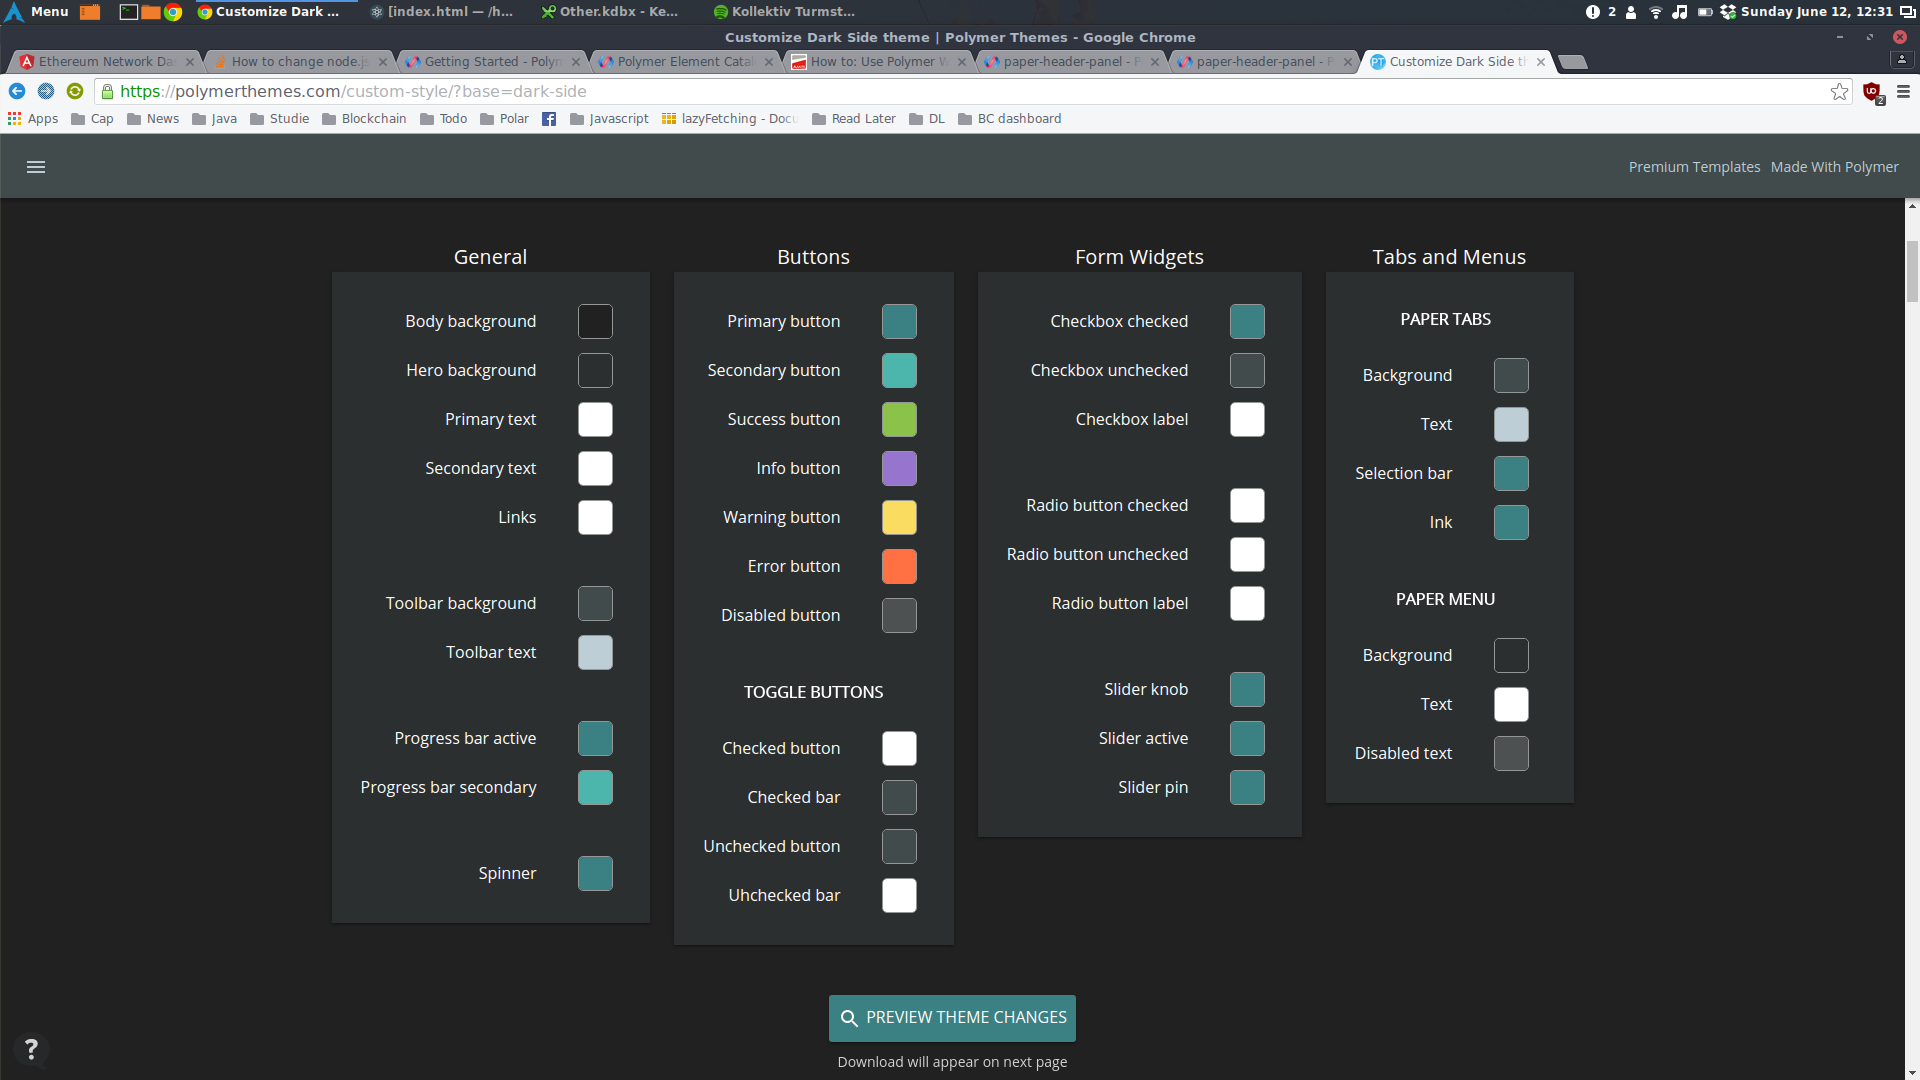 Menu
Customize Dark ...
[index.html — /h...
Other.kdbx - Ke...
Kollektiv Turmst...
2
Sunday June 12, 12:31
Customize Dark Side theme | Polymer Themes - Google Chrome
Ethereum Network Da
How to change node.js
Getting Started - Polym
Polymer Element Catal
How to: Use Polymer W
paper-header-panel - P
paper-header-panel - P
Customize Dark Side th
https://polymerthemes.com/custom-style/?base=dark-side
2
Apps
Cap
News
Java
Studie
Blockchain
Todo
Polar
Javascript
lazyFetching - Docu
Read Later
DL
BC dashboard
Premium Templates
Made With Polymer
General
Body background
Hero background
Primary text
Secondary text
Links
Toolbar background
Toolbar text
Progress bar active
Progress bar secondary
Spinner
Buttons
Primary button
Secondary button
Success button
Info button
Warning button
Error button
Disabled button
TOGGLE BUTTONS
Checked button
Checked bar
Unchecked button
Uhchecked bar
Form Widgets
Checkbox checked
Checkbox unchecked
Checkbox label
Radio button checked
Radio button unchecked
Radio button label
Slider knob
Slider active
Slider pin
Tabs and Menus
PAPER TABS
Background
Text
Selection bar
Ink
PAPER MENU
Background
Text
Disabled text
PREVIEW THEME CHANGES
Download will appear on next page
?